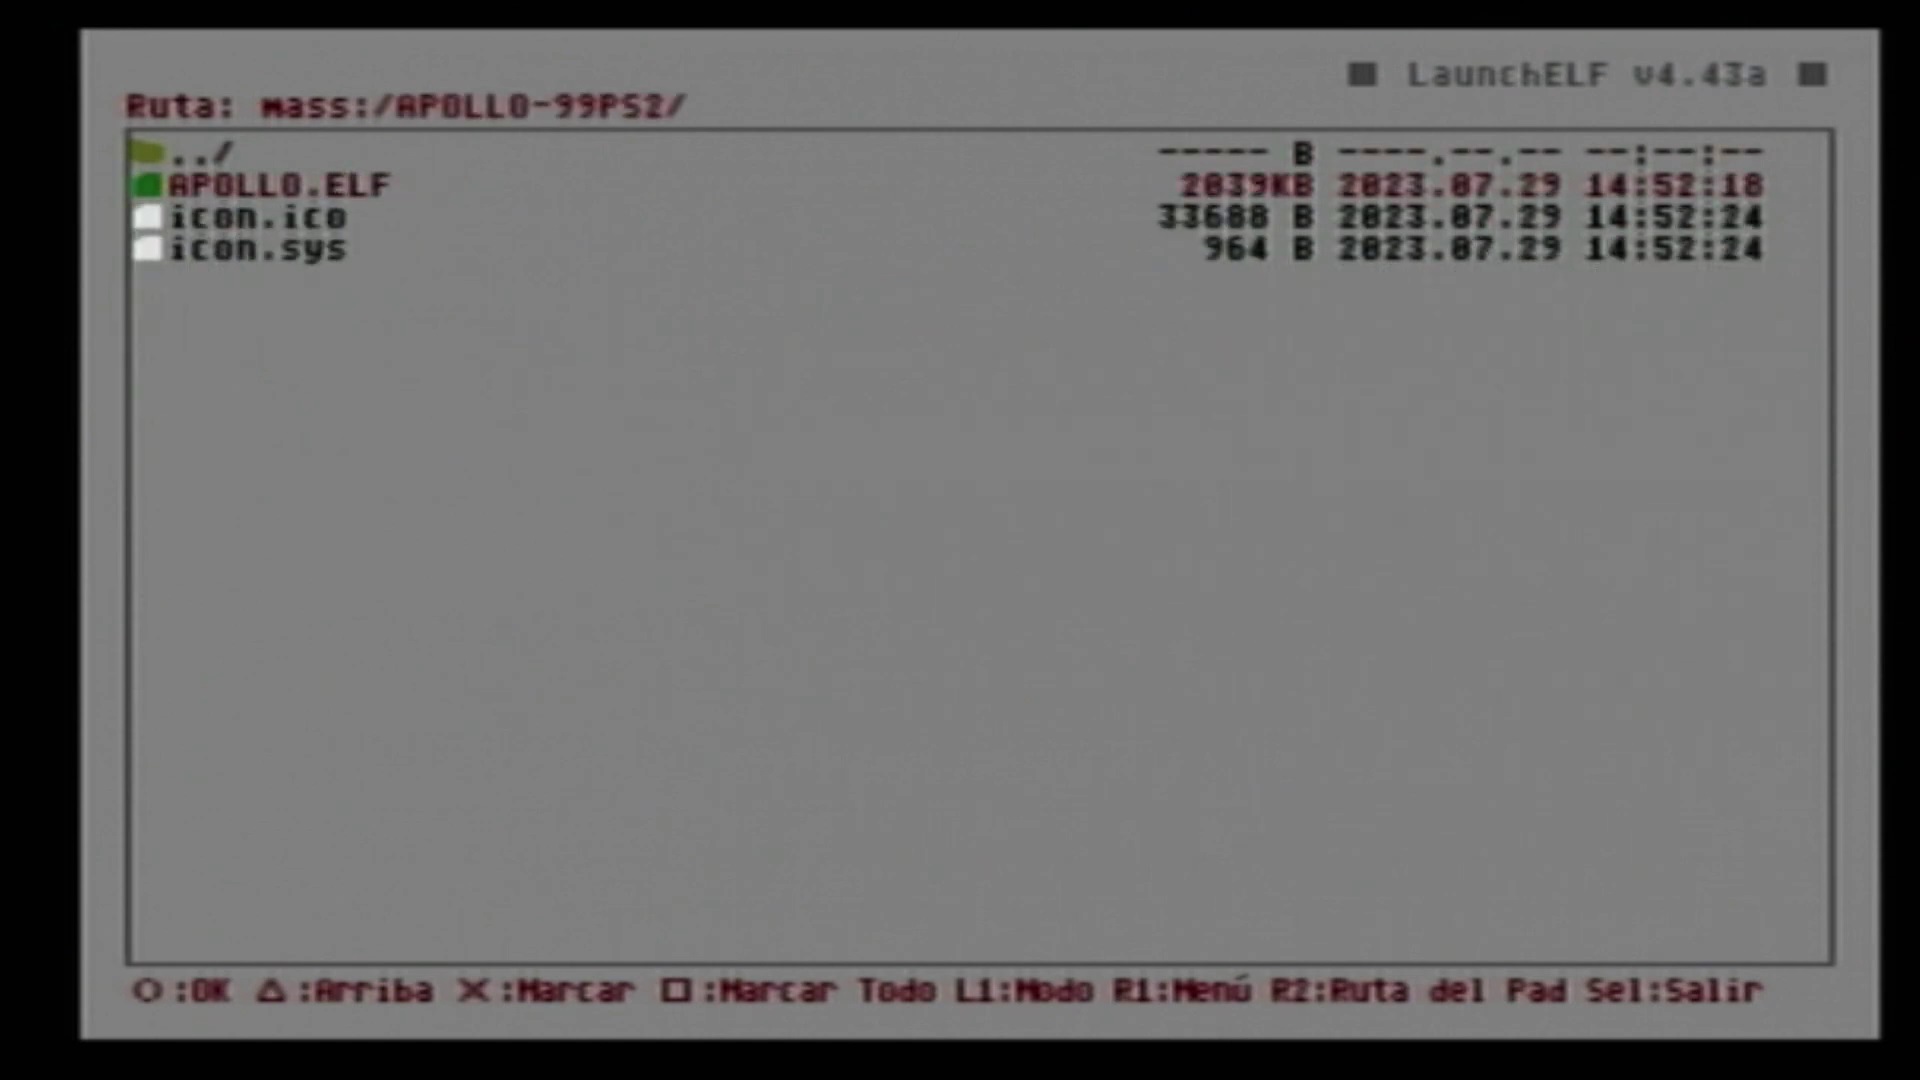 LaunchELF v4.43a
Ruta: mass:/APOLLO-99PS2/
../ ----- B ----.--.-- --:--:--
APOLLO.ELF 2039KB 2023.07.29 14:52:18
icon.ico 33688 B 2023.07.29 14:52:24
icon.sys 964 B 2023.07.29 14:52:24
○:OK △:Arriba ✕:Marcar □:Marcar Todo L1:Modo R1:Menú R2:Ruta del Pad Sel:Salir